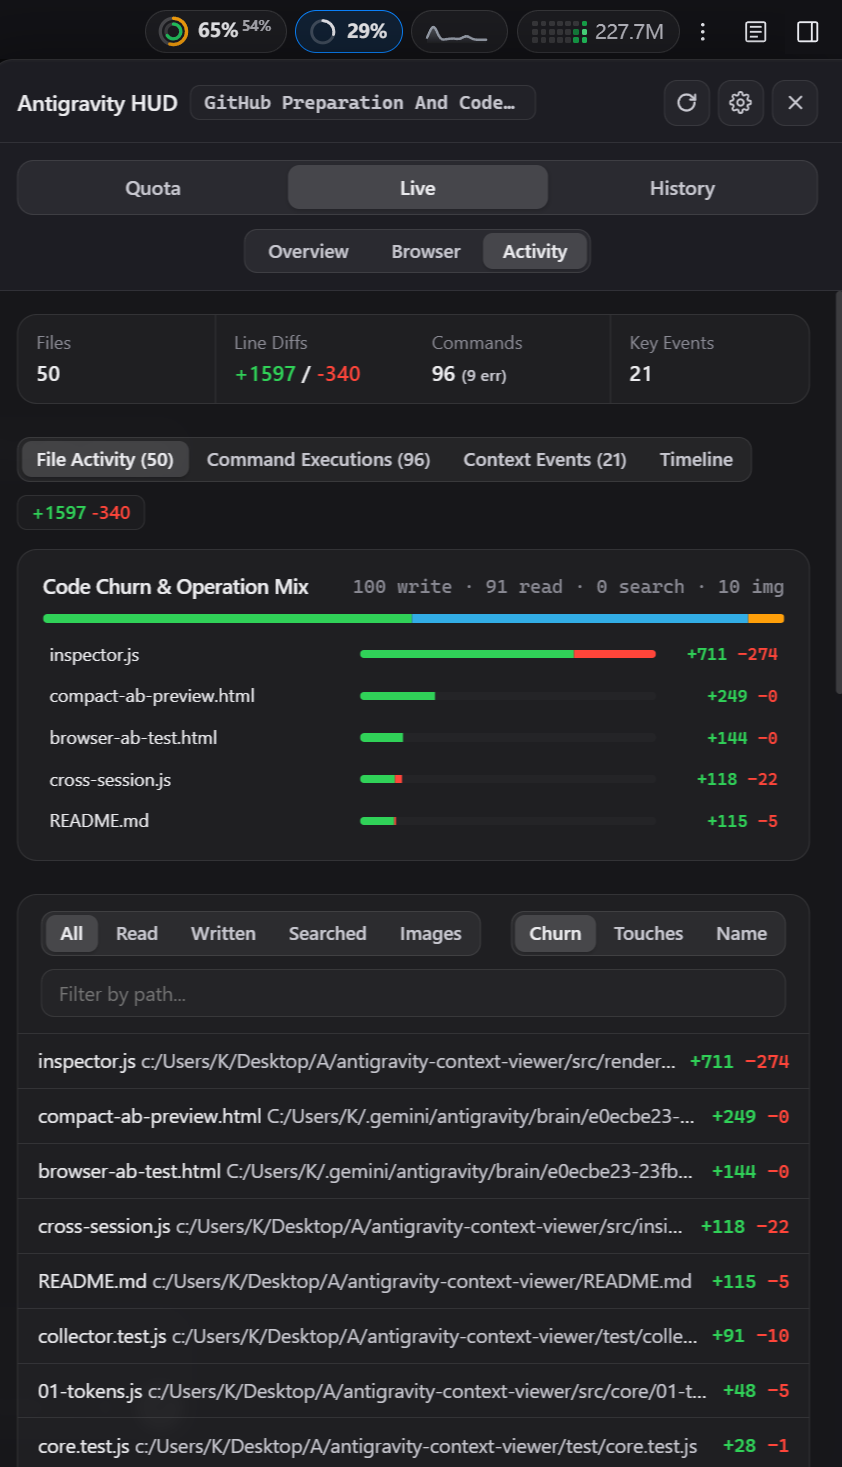 65% 54% 29% 227.7M
Antigravity HUD GitHub Preparation And Code…
Quota Live History
Overview Browser Activity
Files Line Diffs Commands Key Events
50 +1597 / -340 96 (9 err) 21
File Activity (50) Command Executions (96) Context Events (21) Timeline
+1597 -340
Code Churn & Operation Mix 100 write · 91 read · 0 search · 10 img
inspector.js +711 −274
compact-ab-preview.html +249 −0
browser-ab-test.html +144 −0
cross-session.js +118 −22
README.md +115 −5
All Read Written Searched Images Churn Touches Name
Filter by path...
inspector.js c:/Users/K/Desktop/A/antigravity-context-viewer/src/render... +711 −274
compact-ab-preview.html C:/Users/K/.gemini/antigravity/brain/e0ecbe23-... +249 −0
browser-ab-test.html C:/Users/K/.gemini/antigravity/brain/e0ecbe23-23fb... +144 −0
cross-session.js c:/Users/K/Desktop/A/antigravity-context-viewer/src/insi... +118 −22
README.md c:/Users/K/Desktop/A/antigravity-context-viewer/README.md +115 −5
collector.test.js c:/Users/K/Desktop/A/antigravity-context-viewer/test/colle... +91 −10
01-tokens.js c:/Users/K/Desktop/A/antigravity-context-viewer/src/core/01-t... +48 −5
core.test.js c:/Users/K/Desktop/A/antigravity-context-viewer/test/core.test.js +28 −1